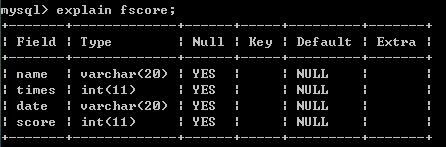 mysql> explain fscore;
+-------+-------------+------+-----+---------+-------+
| Field | Type        | Null | Key | Default | Extra |
+-------+-------------+------+-----+---------+-------+
| name  | varchar(20) | YES  |     | NULL    |       |
| times | int(11)     | YES  |     | NULL    |       |
| date  | varchar(20) | YES  |     | NULL    |       |
| score | int(11)     | YES  |     | NULL    |       |
+-------+-------------+------+-----+---------+-------+